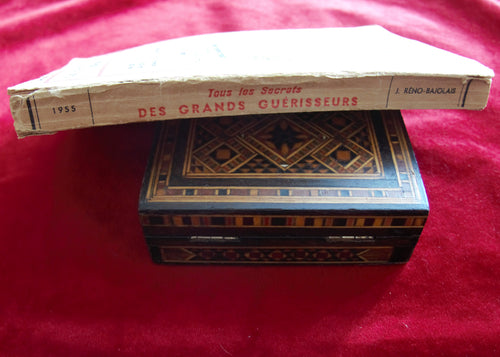 1955
Tous les Secrets
DES GRANDS GUÉRISSEURS
J. RÉNO-BAJOLAIS